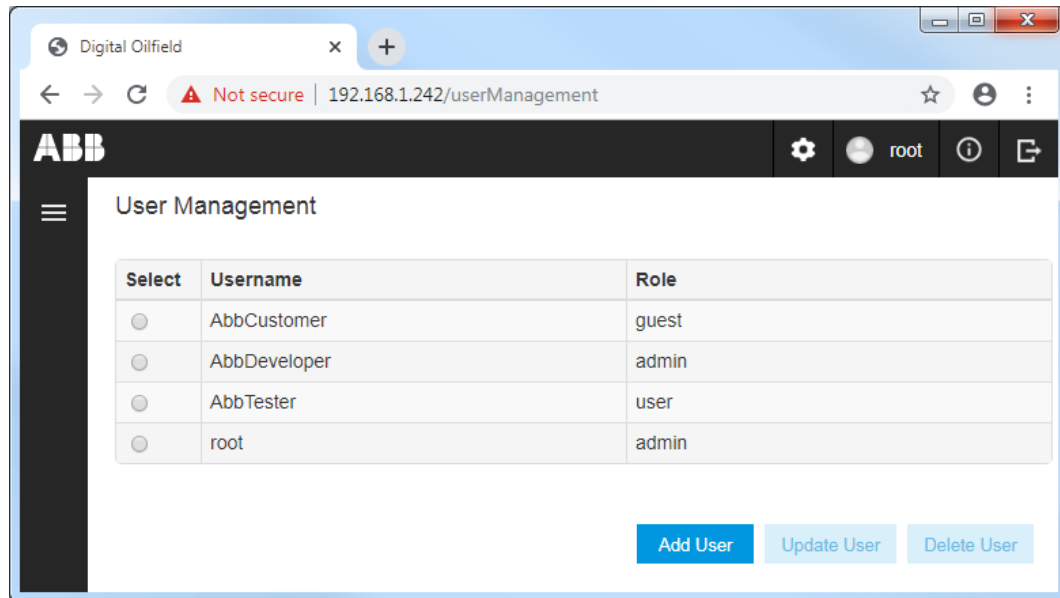 Digital Oilfield
Not secure | 192.168.1.242/userManagement
ABB
root
User Management
Select Username Role
AbbCustomer guest
AbbDeveloper admin
AbbTester user
root admin
Add User Update User Delete User